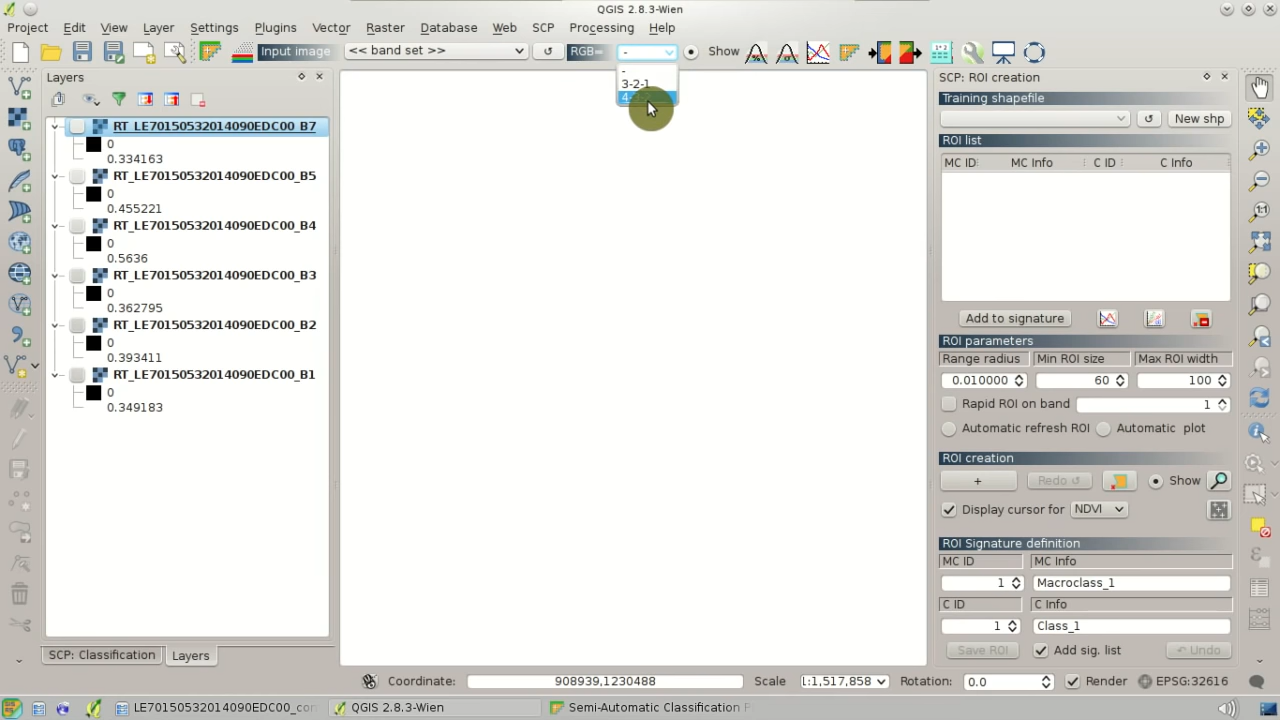 QGIS 2.8.3-Wien
Project Edit View Layer Settings Plugins Vector Raster Database Web SCP Processing Help
Input image << band set >> RGB= - Show
-
3-2-1
Layers
RT_LE70150532014090EDC00_B7
0
0.334163
RT_LE70150532014090EDC00_B5
0
0.455221
RT_LE70150532014090EDC00_B4
0
0.5636
RT_LE70150532014090EDC00_B3
0
0.362795
RT_LE70150532014090EDC00_B2
0
0.393411
RT_LE70150532014090EDC00_B1
0
0.349183
SCP: Classification Layers
SCP: ROI creation
Training shapefile
New shp
ROI list
MC ID MC Info C ID C Info
Add to signature
ROI parameters
Range radius Min ROI size Max ROI width
0.010000 60 100
Rapid ROI on band 1
Automatic refresh ROI Automatic plot
ROI creation
+ Redo Show
Display cursor for NDVI
ROI Signature definition
MC ID MC Info
1 Macroclass_1
C ID C Info
1 Class_1
Save ROI Add sig. list Undo
Coordinate: 908939,1230488 Scale 1:1,517,858 Rotation: 0.0 Render EPSG:32616
LE70150532014090EDC00_con QGIS 2.8.3-Wien Semi-Automatic Classification P